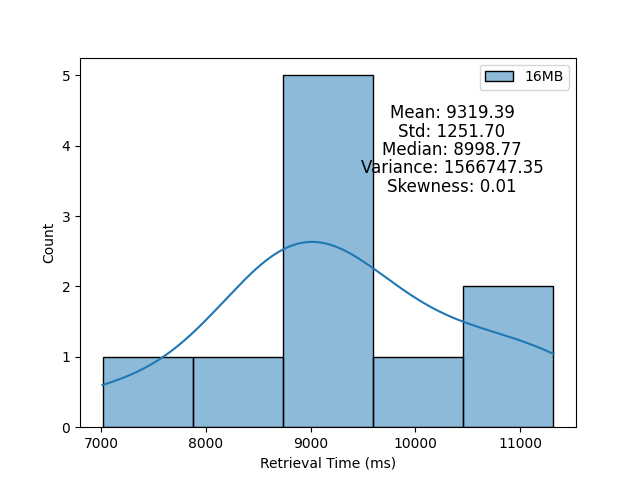 16MB
Mean: 9319.39
Std: 1251.70
Median: 8998.77
Variance: 1566747.35
Skewness: 0.01
Count
5
4
3
2
1
0
7000 8000 9000 10000 11000
Retrieval Time (ms)